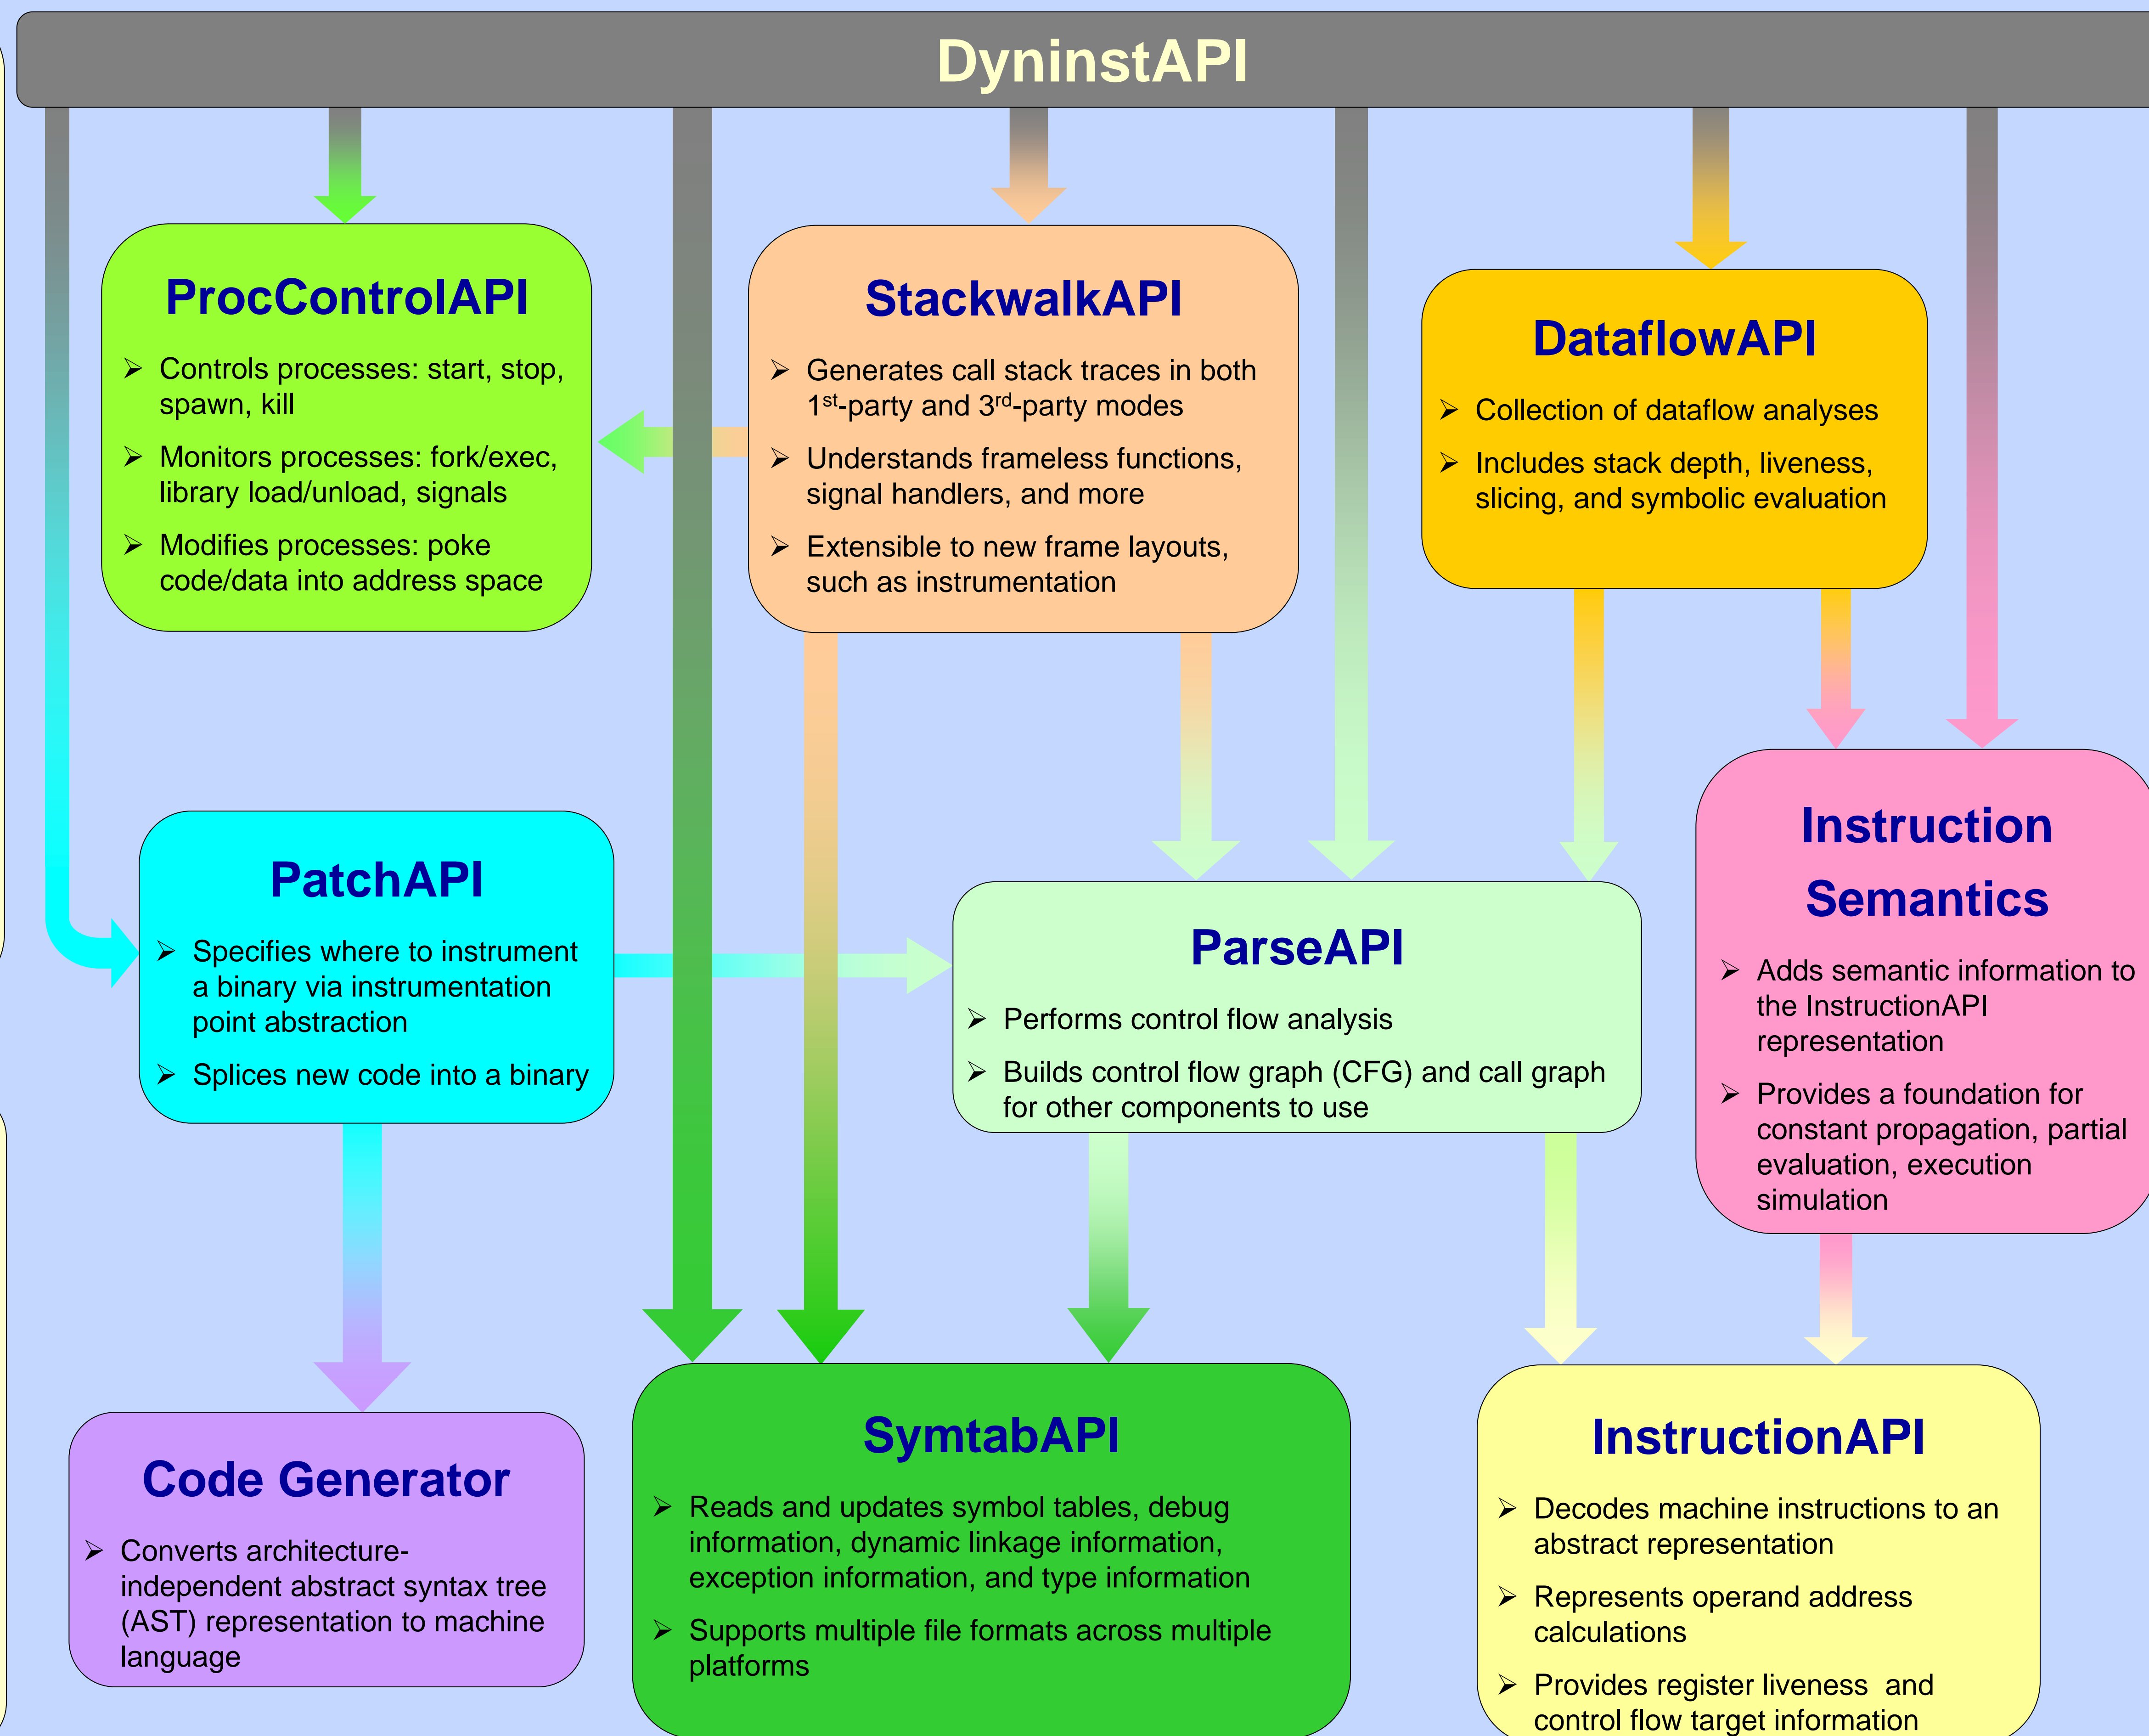 DyninstAPI
ProcControlAPI
➢ Controls processes: start, stop,
spawn, kill
➢ Monitors processes: fork/exec,
library load/unload, signals
➢ Modifies processes: poke
code/data into address space
StackwalkAPI
➢ Generates call stack traces in both
1st-party and 3rd-party modes
➢ Understands frameless functions,
signal handlers, and more
➢ Extensible to new frame layouts,
such as instrumentation
DataflowAPI
➢ Collection of dataflow analyses
➢ Includes stack depth, liveness,
slicing, and symbolic evaluation
PatchAPI
➢ Specifies where to instrument
a binary via instrumentation
point abstraction
➢ Splices new code into a binary
ParseAPI
➢ Performs control flow analysis
➢ Builds control flow graph (CFG) and call graph
for other components to use
Instruction
Semantics
➢ Adds semantic information to
the InstructionAPI
representation
➢ Provides a foundation for
constant propagation, partial
evaluation, execution
simulation
Code Generator
➢ Converts architecture-
independent abstract syntax tree
(AST) representation to machine
language
SymtabAPI
➢ Reads and updates symbol tables, debug
information, dynamic linkage information,
exception information, and type information
➢ Supports multiple file formats across multiple
platforms
InstructionAPI
➢ Decodes machine instructions to an
abstract representation
➢ Represents operand address
calculations
➢ Provides register liveness and
control flow target information